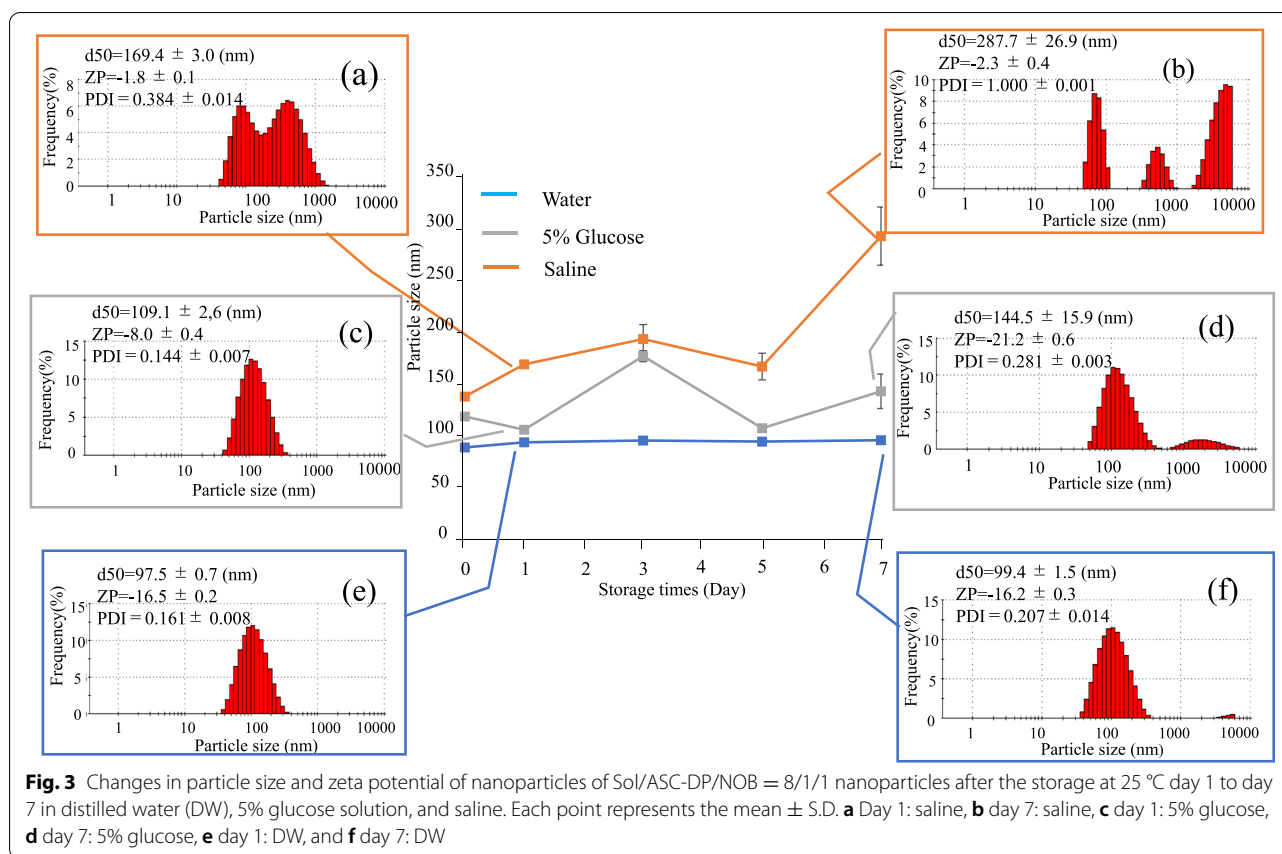 d50=169.4 ± 3.0 (nm)
ZP=-1.8 ± 0.1
PDI = 0.384 ± 0.014
(a)
Frequency(%)
8
6
4
2
0
1 10 100 1000 10000
Particle size (nm)
d50=287.7 ± 26.9 (nm)
ZP=-2.3 ± 0.4
PDI = 1.000 ± 0.001
(b)
Frequency(%)
10
8
6
4
2
0
1 10 100 1000 10000
Particle size (nm)
d50=109.1 ± 2,6 (nm)
ZP=-8.0 ± 0.4
PDI = 0.144 ± 0.007
(c)
Frequency(%)
15
10
5
0
1 10 100 1000 10000
Particle size (nm)
Particle size (nm)
350
300
250
200
150
100
50
0
Water
5% Glucose
Saline
0 1 2 3 4 5 6 7
Storage times (Day)
d50=144.5 ± 15.9 (nm)
ZP=-21.2 ± 0.6
PDI = 0.281 ± 0.003
(d)
Frequency(%)
15
10
5
0
1 10 100 1000 10000
Particle size (nm)
d50=97.5 ± 0.7 (nm)
ZP=-16.5 ± 0.2
PDI = 0.161 ± 0.008
(e)
Frequency(%)
15
10
5
0
1 10 100 1000 10000
Particle size (nm)
d50=99.4 ± 1.5 (nm)
ZP=-16.2 ± 0.3
PDI = 0.207 ± 0.014
(f)
Frequency(%)
15
10
5
0
1 10 100 1000 10000
Particle size (nm)
Fig. 3 Changes in particle size and zeta potential of nanoparticles of Sol/ASC-DP/NOB = 8/1/1 nanoparticles after the storage at 25 °C day 1 to day
7 in distilled water (DW), 5% glucose solution, and saline. Each point represents the mean ± S.D. a Day 1: saline, b day 7: saline, c day 1: 5% glucose,
d day 7: 5% glucose, e day 1: DW, and f day 7: DW